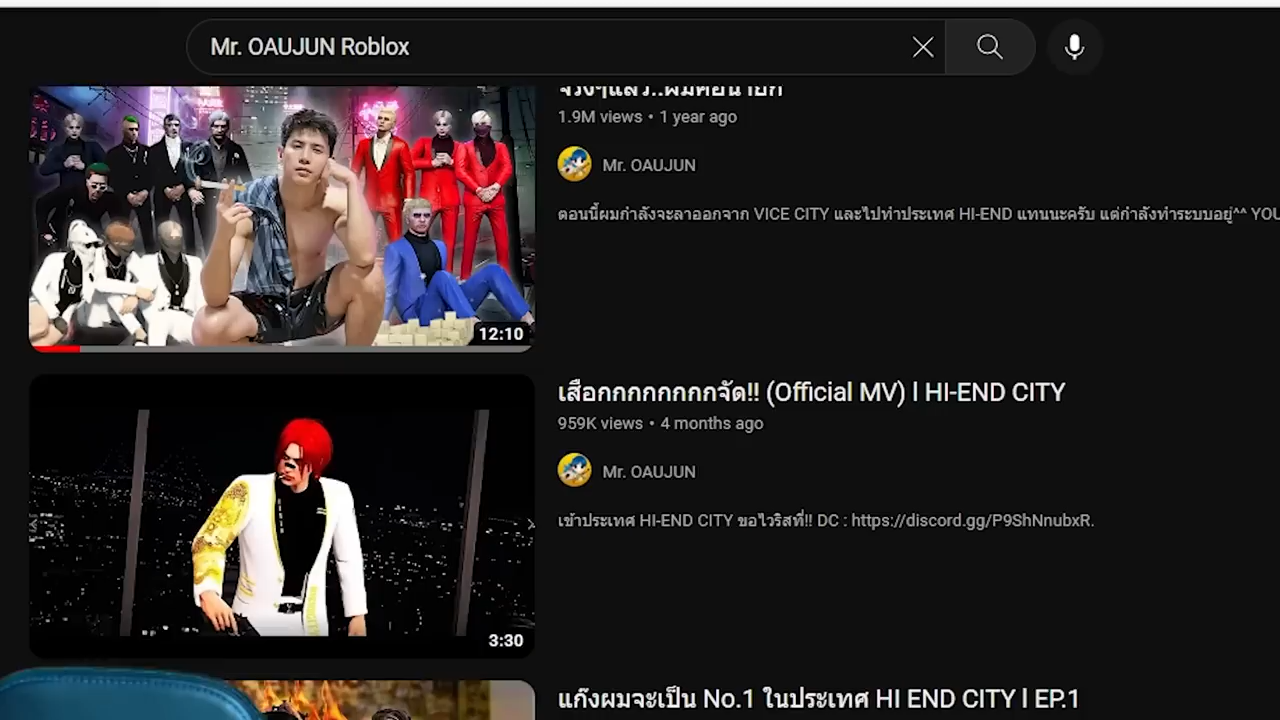 Mr. OAUJUN Roblox
1.9M views • 1 year ago
Mr. OAUJUN
ตอนนี้ผมกำลังจะลาออกจาก VICE CITY และไปทำประเทศ HI-END แทนนะครับ แต่กำลังทำระบบอยู่^^ YOU
12:10
เสือกกกกกกกกจัด!! (Official MV) l HI-END CITY
959K views • 4 months ago
Mr. OAUJUN
เข้าประเทศ HI-END CITY ขอไวริสที่!! DC : https://discord.gg/P9ShNnubxR.
3:30
แก๊งผมจะเป็น No.1 ในประเทศ HI END CITY l EP.1